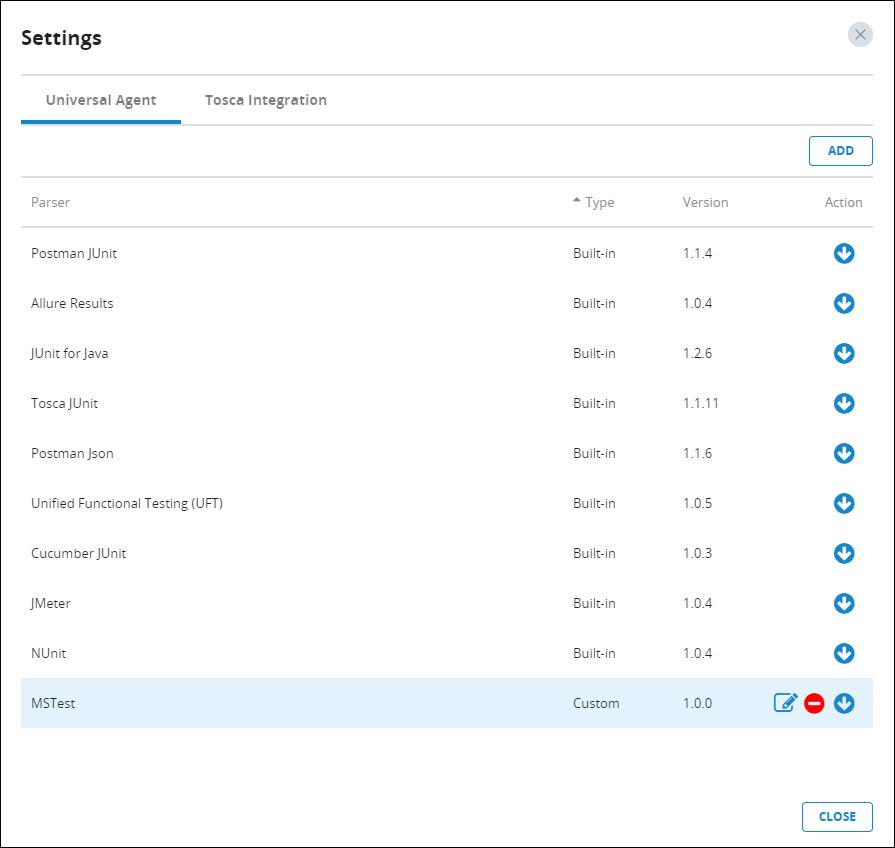 Settings
Universal Agent Tosca Integration
ADD
Parser Type Version Action
Postman JUnit Built-in 1.1.4
Allure Results Built-in 1.0.4
JUnit for Java Built-in 1.2.6
Tosca JUnit Built-in 1.1.11
Postman Json Built-in 1.1.6
Unified Functional Testing (UFT) Built-in 1.0.5
Cucumber JUnit Built-in 1.0.3
JMeter Built-in 1.0.4
NUnit Built-in 1.0.4
MSTest Custom 1.0.0
CLOSE